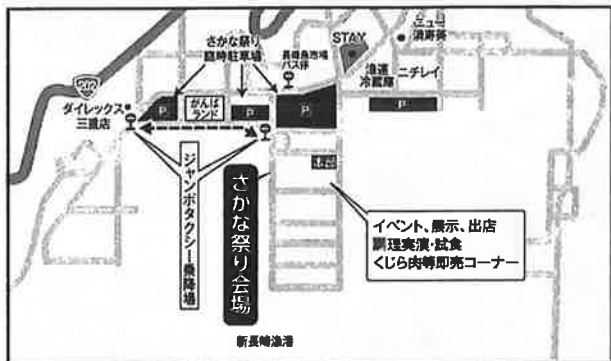 さかな祭り
臨時駐車場
長崎魚市場
バス停
STAY
ニュー
漁連
冷蔵庫
ニチレイ
202
ダイレックス
三重店
P
がんば
ランド
P
P
P
ジャンボタクシー乗降場
さかな祭り会場
イベント、展示、出店
調理実演・試食
くじら肉等即売コーナー
新長崎漁港